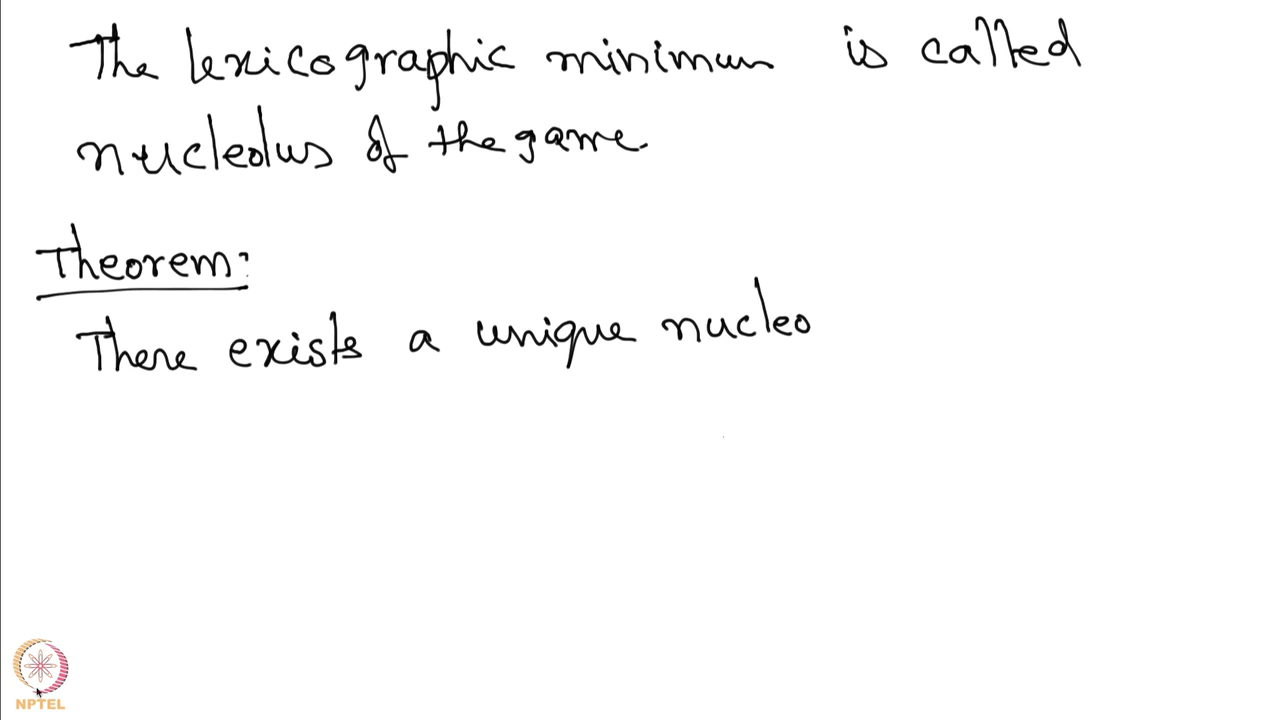 The lexicographic minimum is called
nucleolus of the game.
Theorem:
There exists a unique nucleo
NPTEL